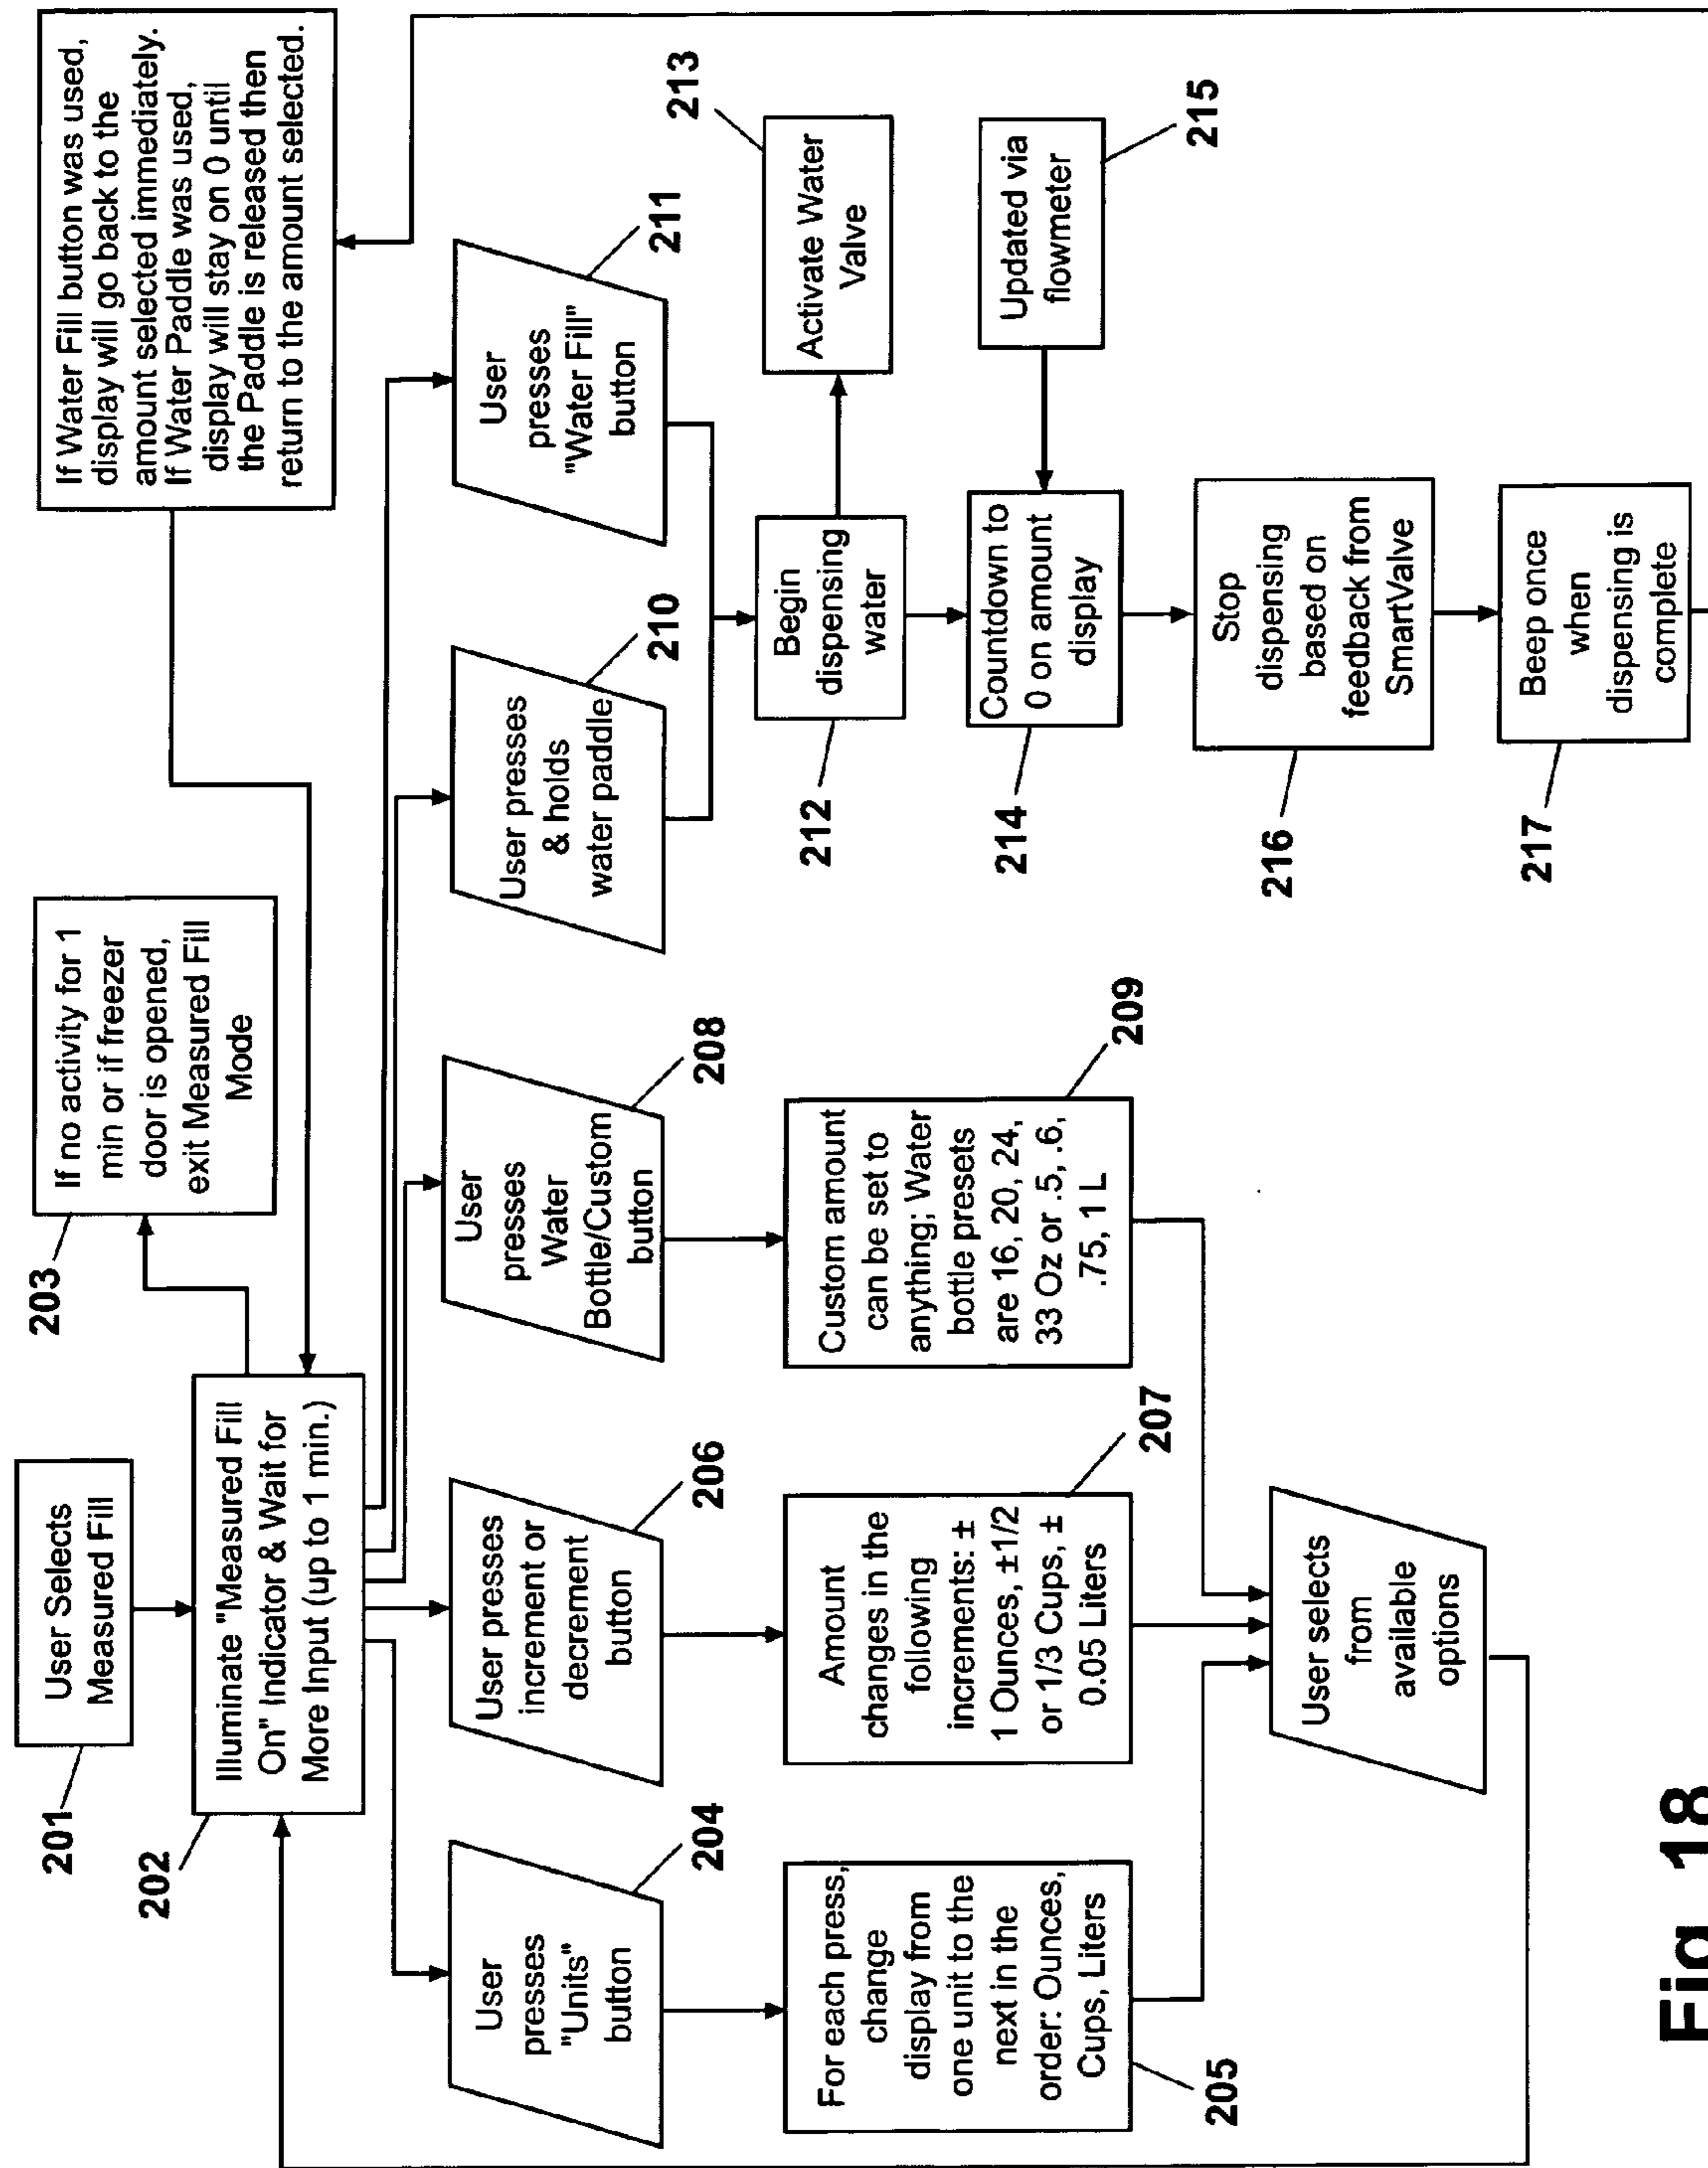 201
User Selects
Measured Fill
202
Illuminate "Measured Fill
On" Indicator & Wait for
More Input (up to 1 min.)
203
If no activity for 1
min or if freezer
door is opened,
exit Measured Fill
Mode
If Water Fill button was used,
display will go back to the
amount selected immediately.
If Water Paddle was used,
display will stay on 0 until
the Paddle is released then
return to the amount selected.
User
presses
"Units"
button
204
User presses
increment or
decrement
button
206
User
presses
Water
Bottle/Custom
button
208
User presses
& holds
water paddle
210
User
presses
"Water Fill"
button
211
For each press,
change
display from
one unit to the
next in the
order: Ounces,
Cups, Liters
205
Amount
changes in the
following
increments: ±
1 Ounces, ±1/2
or 1/3 Cups, ±
0.05 Liters
207
Custom amount
can be set to
anything; Water
bottle presets
are 16, 20, 24,
33 Oz or .5, .6,
.75, 1 L
209
212
Begin
dispensing
water
Activate Water
Valve
213
214
Countdown to
0 on amount
display
Updated via
flowmeter
215
216
Stop
dispensing
based on
feedback from
SmartValve
217
Beep once
when
dispensing is
complete
User selects
from
available
options
Fig. 18